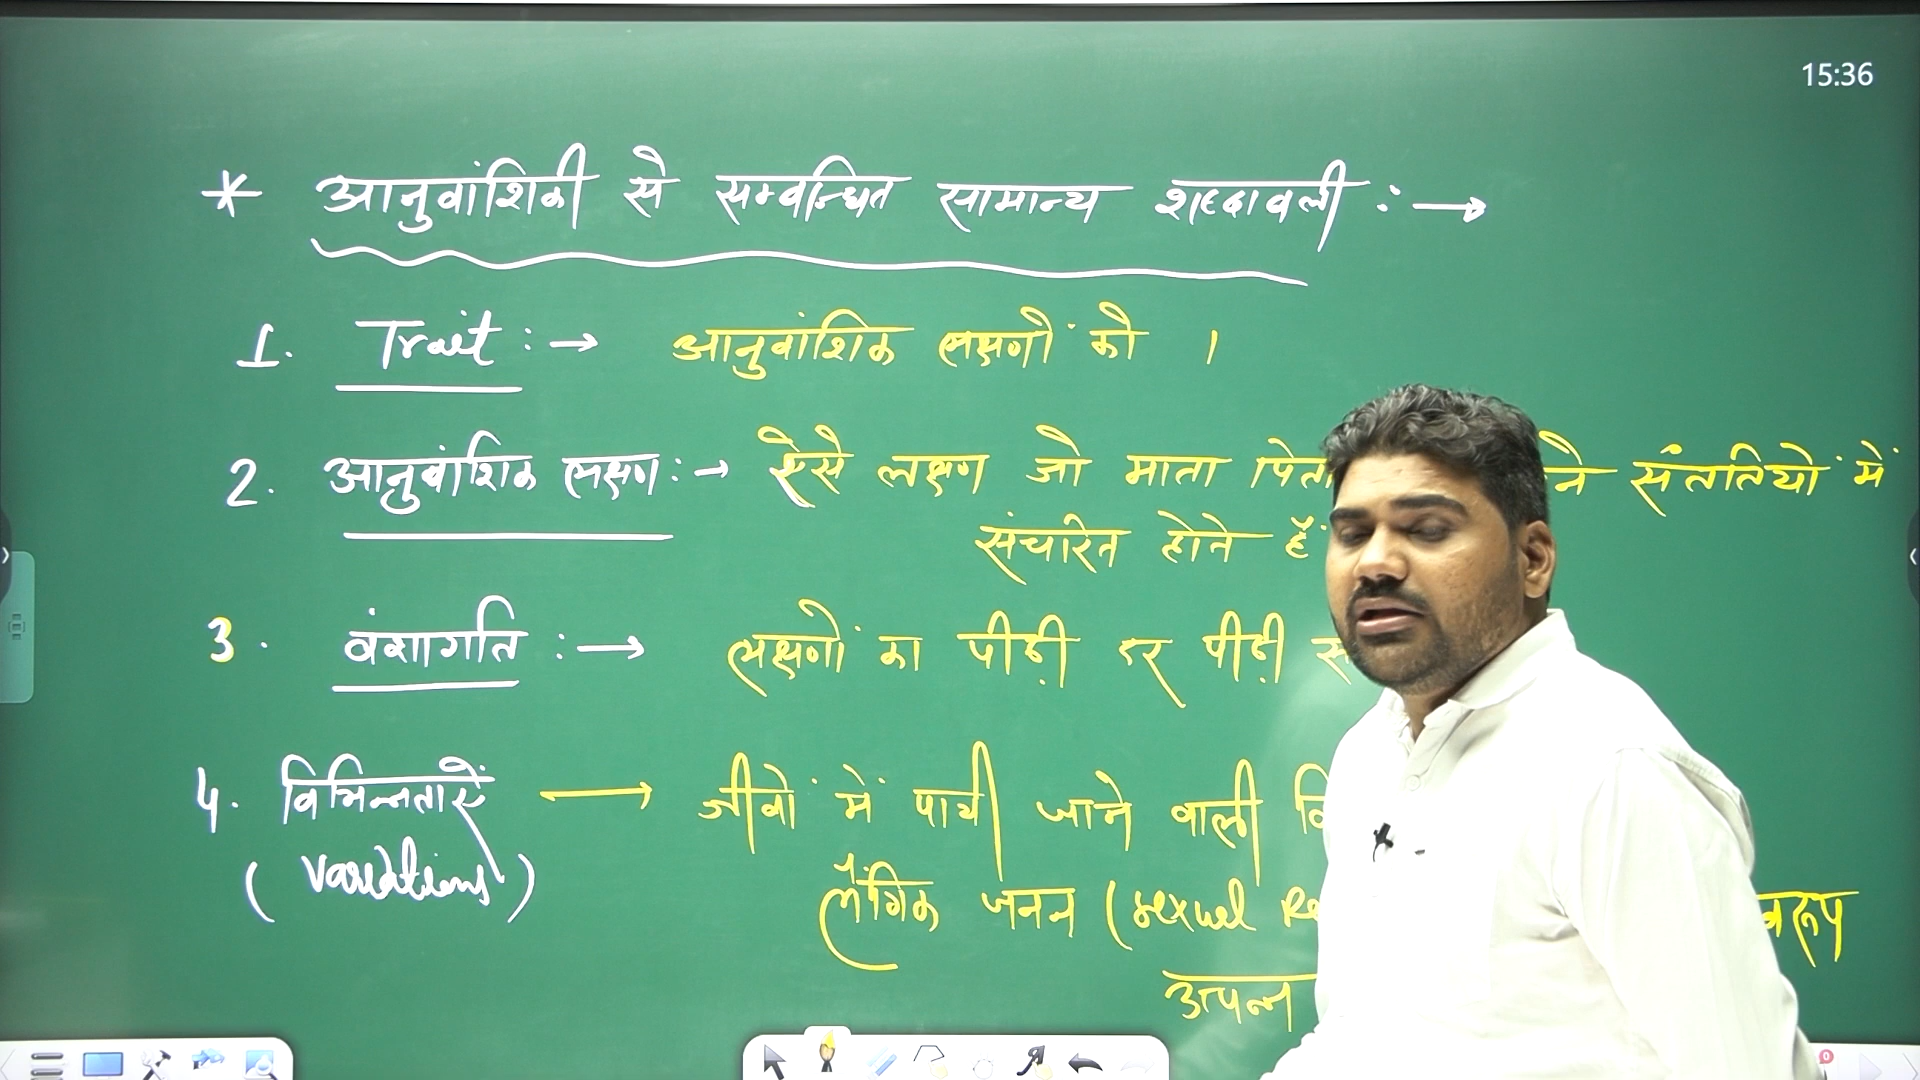 15:36
* आनुवांशिकी से सम्बन्धित सामान्य शब्दावली :→
1. Trait :→ आनुवांशिक लक्षणों को ।
2. आनुवांशिक लक्षण :→ ऐसे लक्षण जो माता पिता ने संततियों में
संचरित होते हैं
3. वंशागति :→ लक्षणों का पीढ़ी दर पीढ़ी
4. विभिन्नताऐं → जीवों में पायी जाने वाली
(Variations) लैंगिक जनन (sexual
उत्पन्न